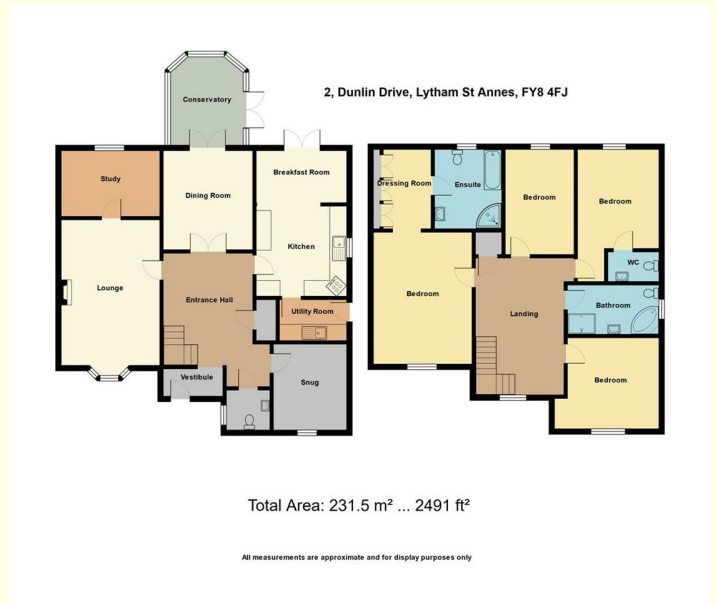 2, Dunlin Drive, Lytham St Annes, FY8 4FJ
Conservatory
Study
Dining Room
Breakfast Room
Kitchen
Lounge
Entrance Hall
Utility Room
Vestibule
Snug
Dressing Room
Ensuite
Bedroom
Bedroom
WC
Bedroom
Landing
Bathroom
Bedroom
Total Area: 231.5 m² ... 2491 ft²
All measurements are approximate and for display purposes only